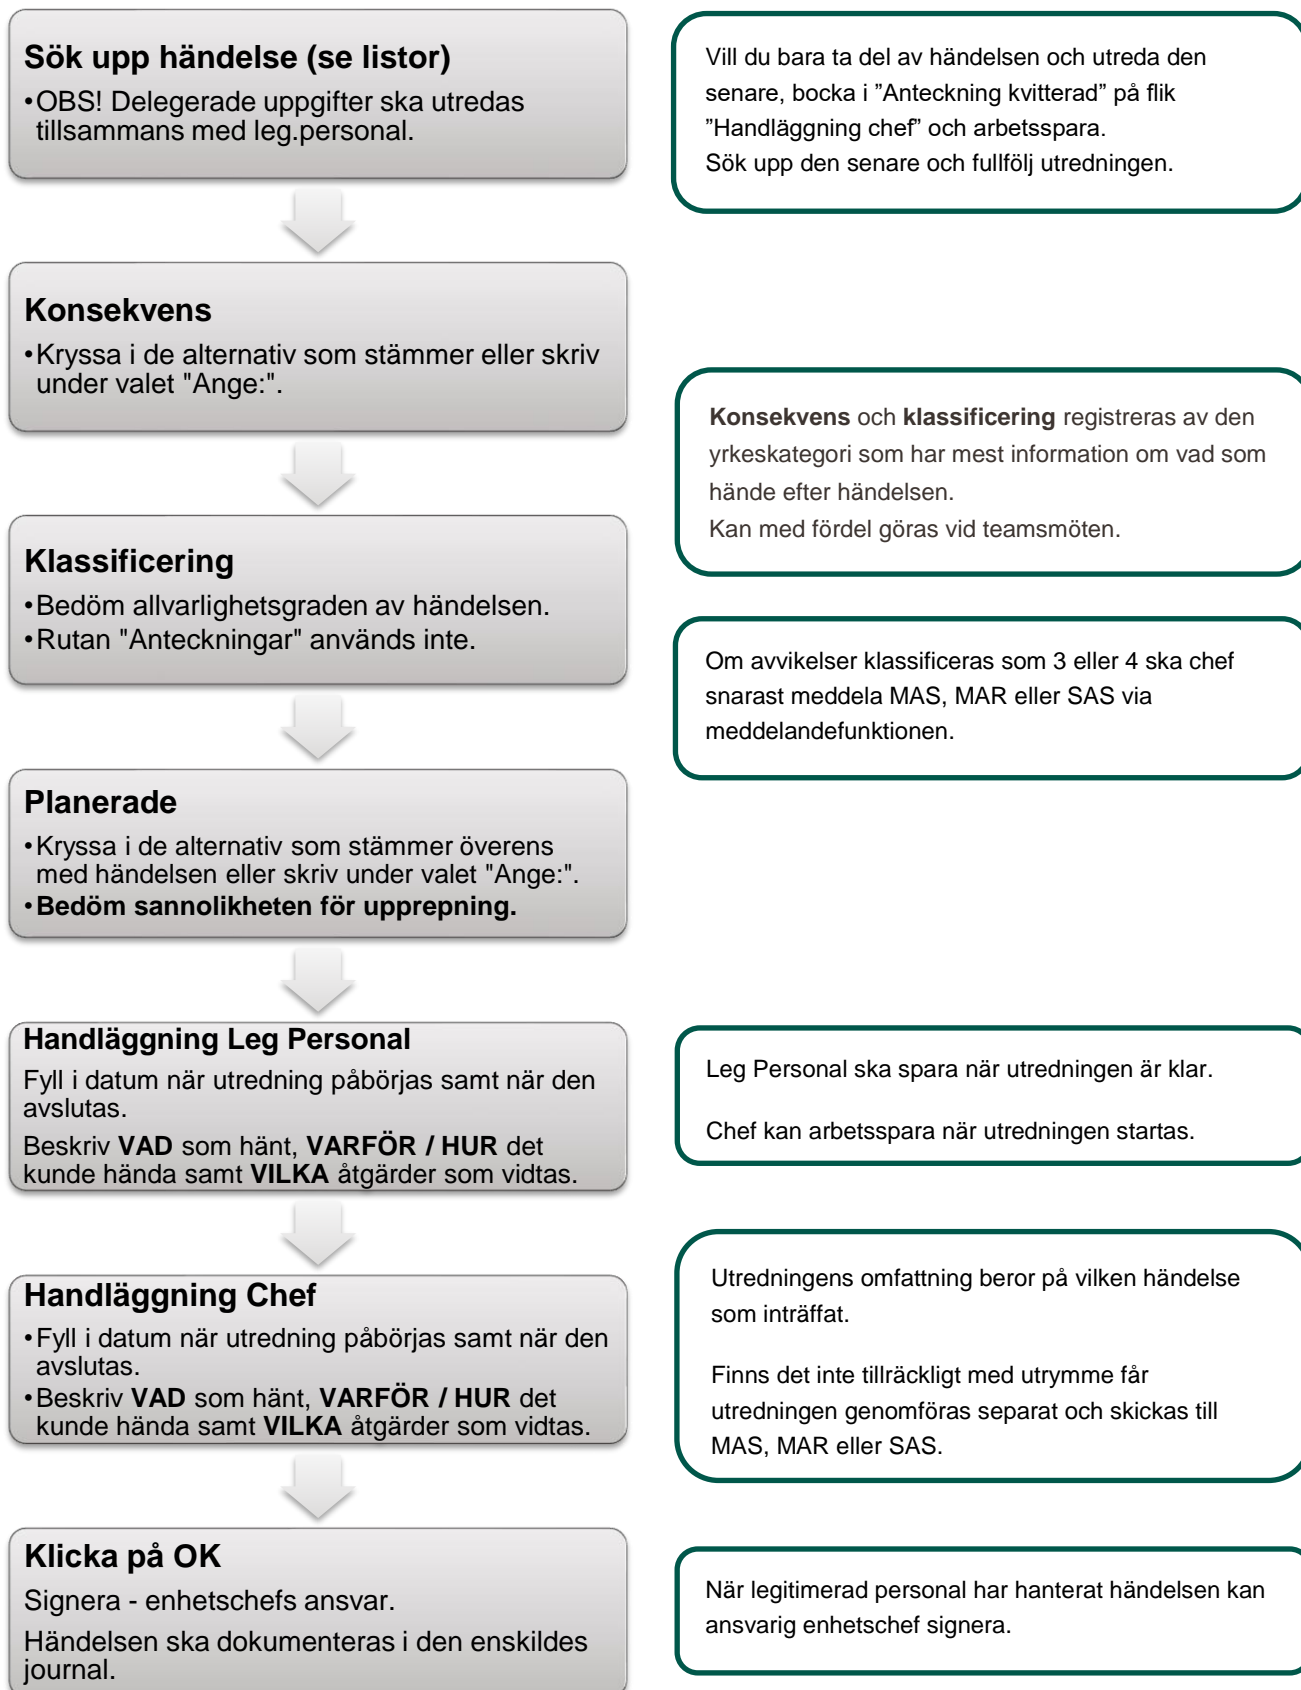 Sök upp händelse (se listor)
•OBS! Delegerade uppgifter ska utredas
tillsammans med leg.personal.
Vill du bara ta del av händelsen och utreda den
senare, bocka i ”Anteckning kvitterad” på flik
”Handläggning chef” och arbetsspara.
Sök upp den senare och fullfölj utredningen.
Konsekvens
•Kryssa i de alternativ som stämmer eller skriv
under valet "Ange:".
Konsekvens och klassificering registreras av den
yrkeskategori som har mest information om vad som
hände efter händelsen.
Kan med fördel göras vid teamsmöten.
Klassificering
•Bedöm allvarlighetsgraden av händelsen.
•Rutan "Anteckningar" används inte.
Om avvikelser klassificeras som 3 eller 4 ska chef
snarast meddela MAS, MAR eller SAS via
meddelandefunktionen.
Planerade
•Kryssa i de alternativ som stämmer överens
med händelsen eller skriv under valet "Ange:".
•Bedöm sannolikheten för upprepning.
Handläggning Leg Personal
Fyll i datum när utredning påbörjas samt när den
avslutas.
Beskriv VAD som hänt, VARFÖR / HUR det
kunde hända samt VILKA åtgärder som vidtas.
Leg Personal ska spara när utredningen är klar.
Chef kan arbetsspara när utredningen startas.
Handläggning Chef
•Fyll i datum när utredning påbörjas samt när den
avslutas.
•Beskriv VAD som hänt, VARFÖR / HUR det
kunde hända samt VILKA åtgärder som vidtas.
Utredningens omfattning beror på vilken händelse
som inträffat.
Finns det inte tillräckligt med utrymme får
utredningen genomföras separat och skickas till
MAS, MAR eller SAS.
Klicka på OK
Signera - enhetschefs ansvar.
Händelsen ska dokumenteras i den enskildes
journal.
När legitimerad personal har hanterat händelsen kan
ansvarig enhetschef signera.